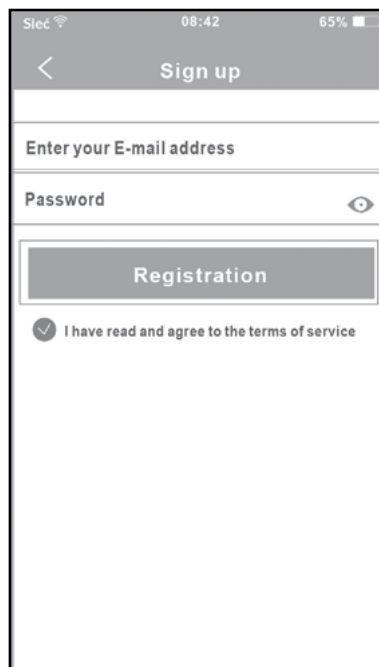 Sieć 08:42 65%
Sign up
Enter your E-mail address
Password
Registration
I have read and agree to the terms of service